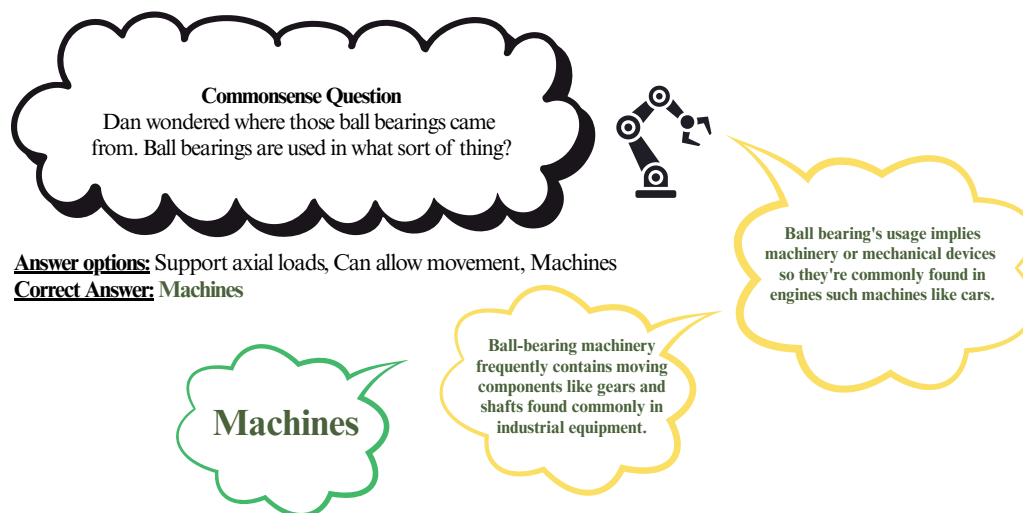 Commonsense Question
Dan wondered where those ball bearings came
from. Ball bearings are used in what sort of thing?
Answer options: Support axial loads, Can allow movement, Machines
Correct Answer: Machines
Ball bearing's usage implies
machinery or mechanical devices
so they're commonly found in
engines such machines like cars.
Ball-bearing machinery
frequently contains moving
components like gears and
shafts found commonly in
industrial equipment.
Machines